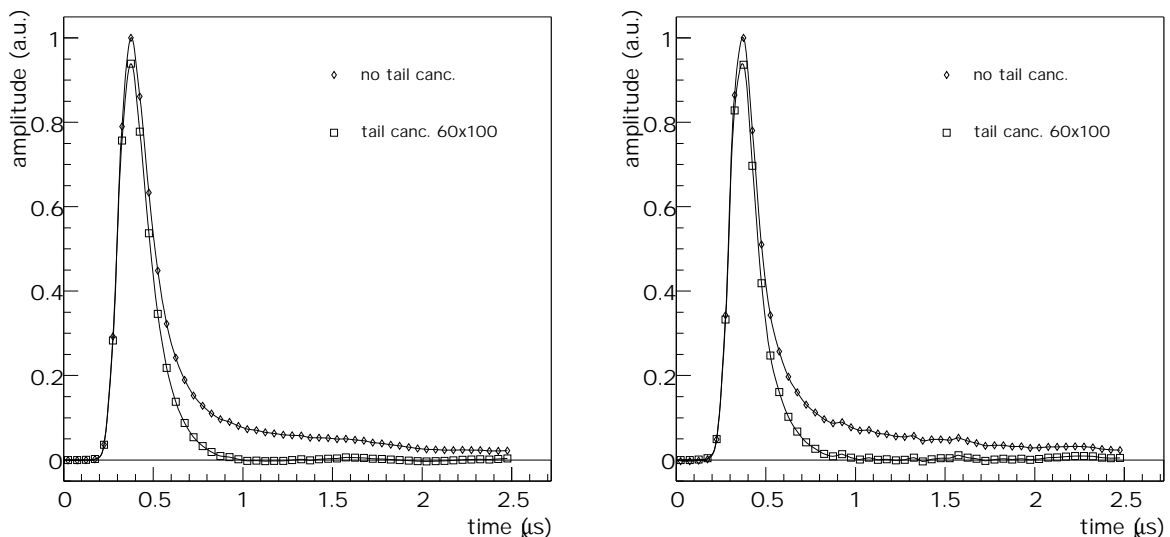 amplitude (a.u.)
1
0.8
0.6
0.4
0.2
0
no tail canc.
tail canc. 60x100
0 0.5 1 1.5 2 2.5
time (μs)
amplitude (a.u.)
1
0.8
0.6
0.4
0.2
0
no tail canc.
tail canc. 60x100
0 0.5 1 1.5 2 2.5
time (μs)